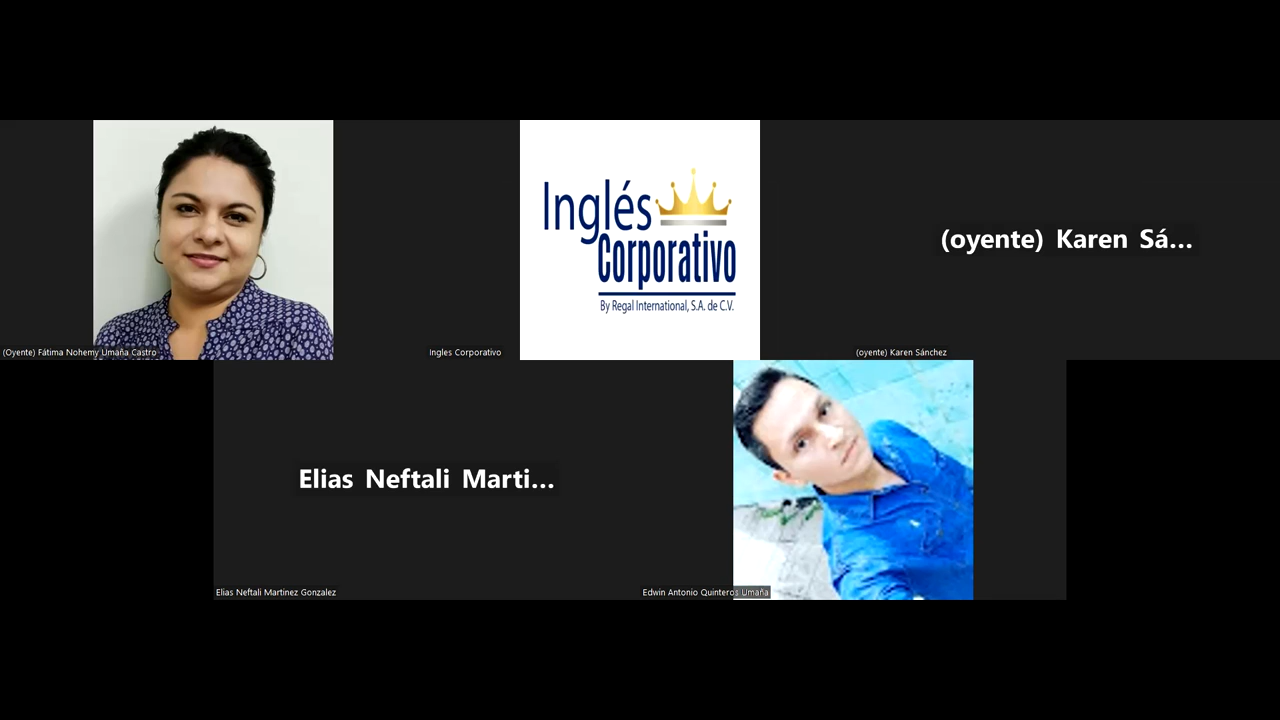 Inglés
Corporativo
By Regal International, S.A. de C.V.
(oyente) Karen Sá...
(Oyente) Fátima Nohemy Umaña Castro
Ingles Corporativo
(oyente) Karen Sánchez
Elias Neftali Marti...
Elias Neftali Martinez Gonzalez
Edwin Antonio Quinteros Umaña